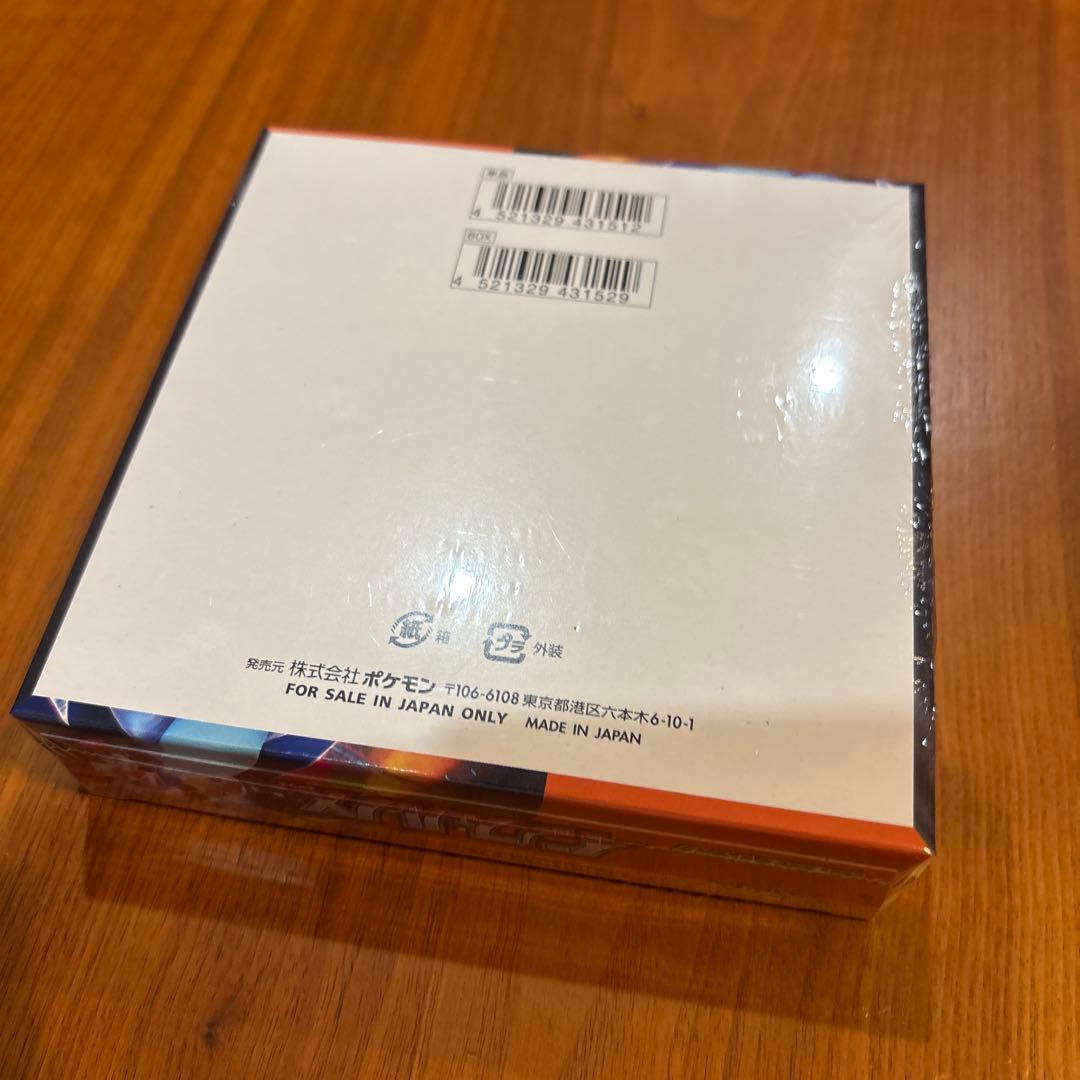 単品
4 521329 431512
BOX
4 521329 431529
紙 箱
プラ 外装
発売元 株式会社 ポケモン 〒106-6108 東京都港区六本木6-10-1
FOR SALE IN JAPAN ONLY MADE IN JAPAN